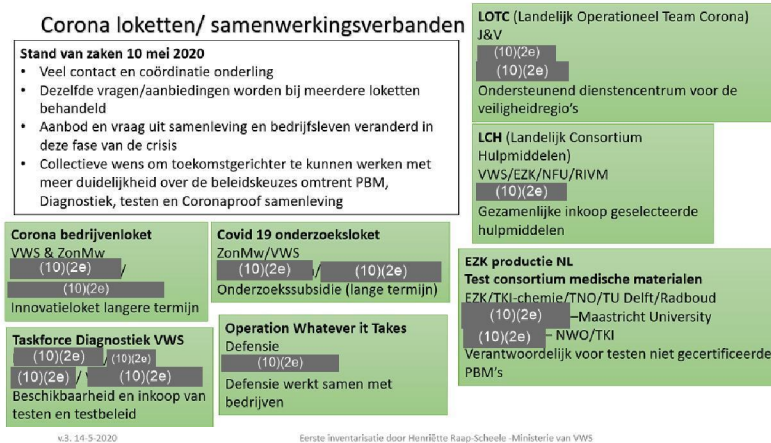 Corona loketten/ samenwerkingsverbanden
Stand van zaken 10 mei 2020
• Veel contact en coördinatie onderling
• Dezelfde vragen/aanbiedingen worden bij meerdere loketten
behandeld
• Aanbod en vraag uit samenleving en bedrijfsleven veranderd in
deze fase van de crisis
• Collectieve wens om toekomstgerichter te kunnen werken met
meer duidelijkheid over de beleidskeuzes omtrent PBM,
Diagnostiek, testen en Coronaproof samenleving
LOTC (Landelijk Operationeel Team Corona)
J&V
(10)(2e)
(10)(2e)
Ondersteunend dienstencentrum voor de
veiligheidregio's
LCH (Landelijk Consortium
Hulpmiddelen)
VWS/EZK/NFU/RIVM
(10)(2e)
Gezamenlijke inkoop geselecteerde
hulpmiddelen
Corona bedrijvenloket
VWS & ZonMw
(10)(2e) /
(10)(2e)
Innovatieloket langere termijn
Covid 19 onderzoeksloket
ZonMw/VWS
(10)(2e) / (10)(2e)
Onderzoekssubsidie (lange termijn)
EZK productie NL
Test consortium medische materialen
EZK/TKI-chemie/TNO/TU Delft/Radboud
(10)(2e) –Maastricht University
(10)(2e) – NWO/TKI
Verantwoordelijk voor testen niet gecertificeerde
PBM's
Taskforce Diagnostiek VWS
(10)(2e) / (10)(2e)
(10)(2e) / (10)(2e)
Beschikbaarheid en inkoop van
testen en testbeleid
Operation Whatever it Takes
Defensie
(10)(2e)
Defensie werkt samen met
bedrijven
v.3. 14-5-2020
Eerste inventarisatie door Henriëtte Raap-Scheele -Ministerie van VWS